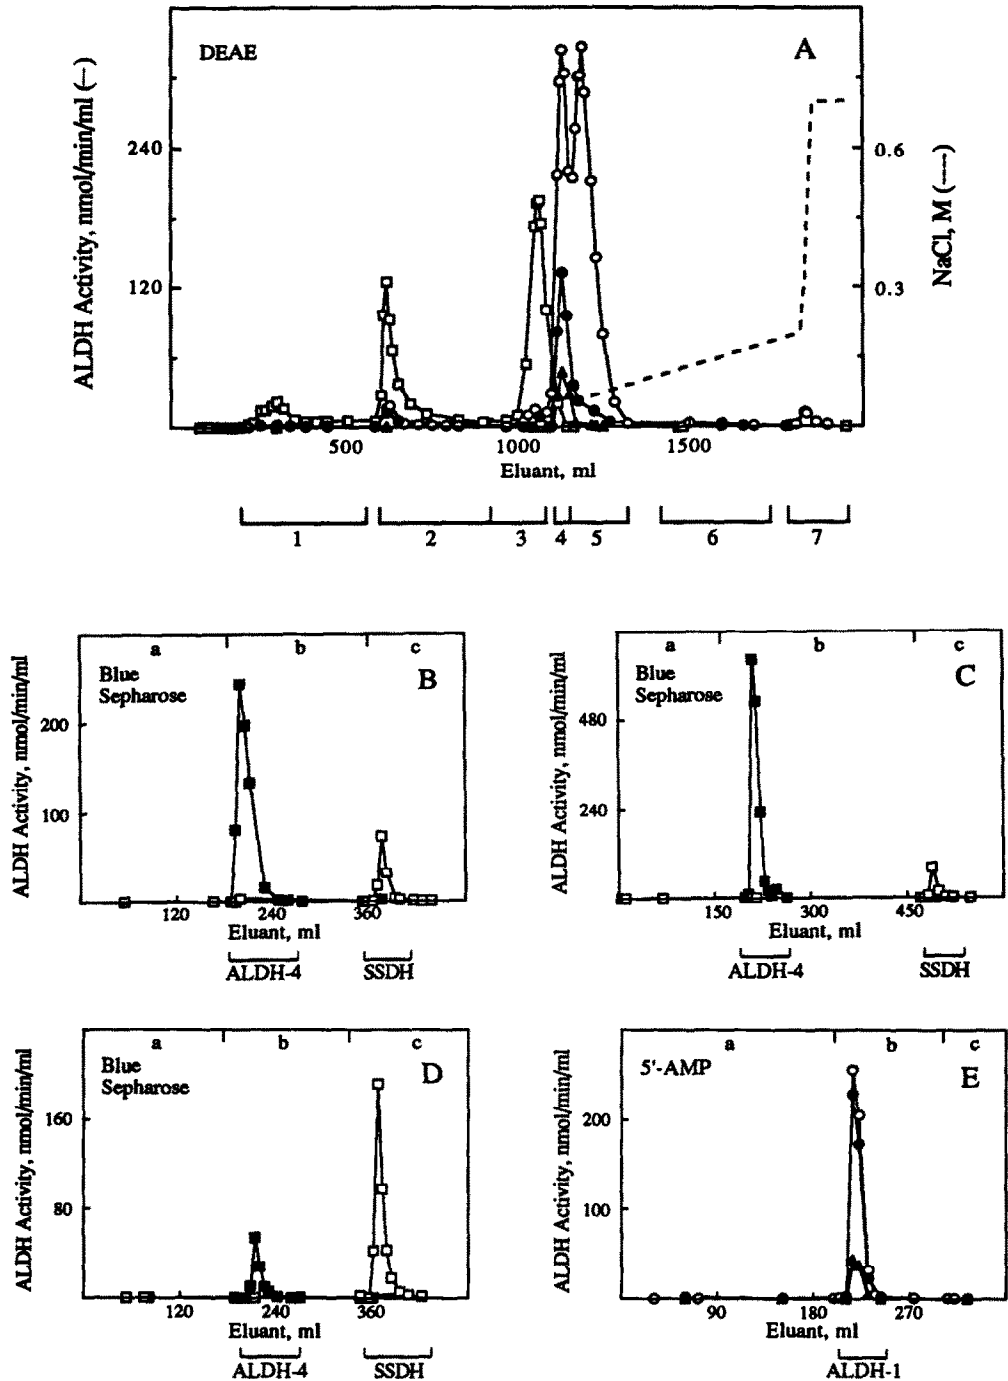 DEAE
A
ALDH Activity, nmol/min/ml (—)
240
120
0.6
0.3
NaCl, M (----)
500 1000 1500
Eluant, ml
1 2 3 4 5 6 7
a b c
Blue
Sepharose
B
ALDH Activity, nmol/min/ml
200
100
120 240 360
Eluant, ml
ALDH-4 SSDH
a b c
Blue
Sepharose
C
ALDH Activity, nmol/min/ml
480
240
150 300 450
Eluant, ml
ALDH-4 SSDH
a b c
Blue
Sepharose
D
ALDH Activity, nmol/min/ml
160
80
120 240 360
Eluant, ml
ALDH-4 SSDH
a b c
5'-AMP
E
ALDH Activity, nmol/min/ml
200
100
90 180 270
Eluant, ml
ALDH-1